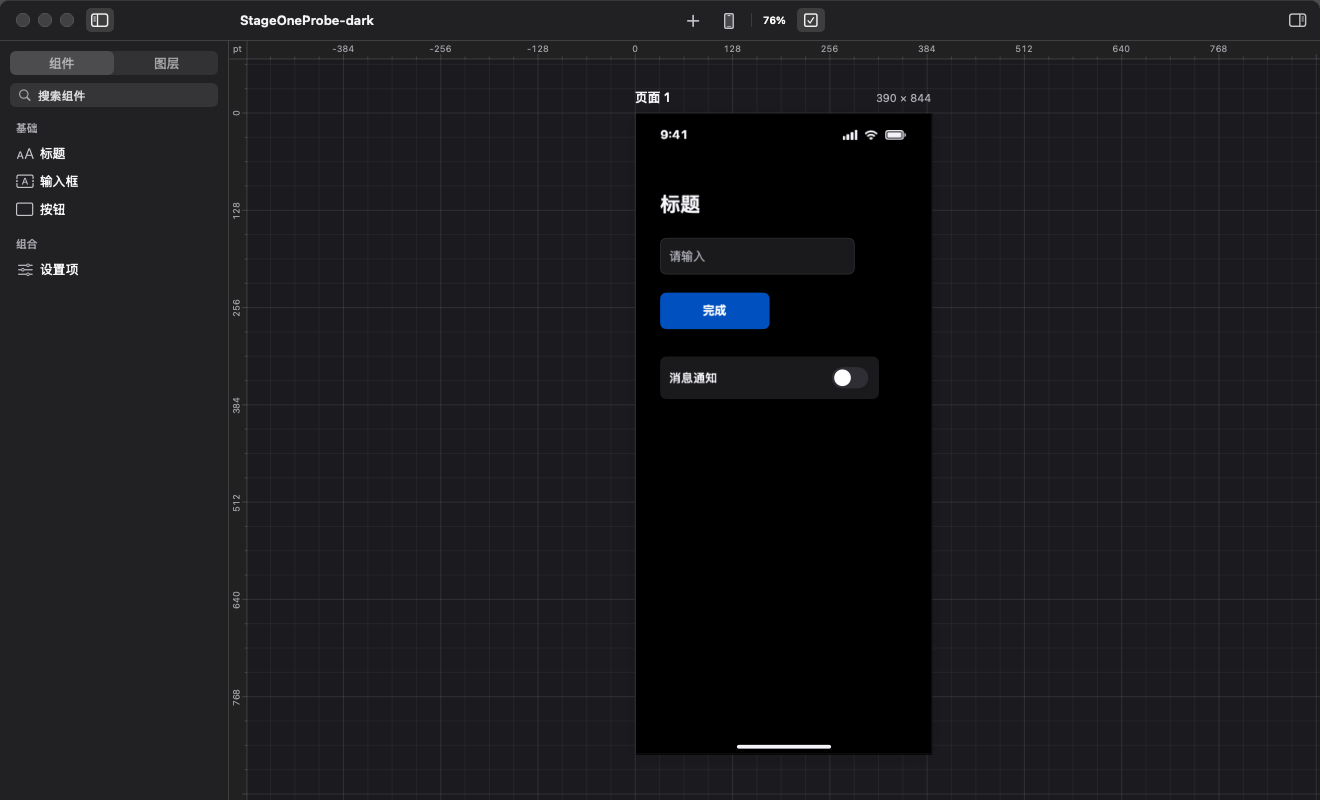 StageOneProbe-dark
76%
组件 图层
搜索组件
基础
AA 标题
A 输入框
按钮
组合
设置项
pt -384 -256 -128 0 128 256 384 512 640 768
0
128
256
384
512
640
768
页面 1 390 × 844
9:41
标题
请输入
完成
消息通知